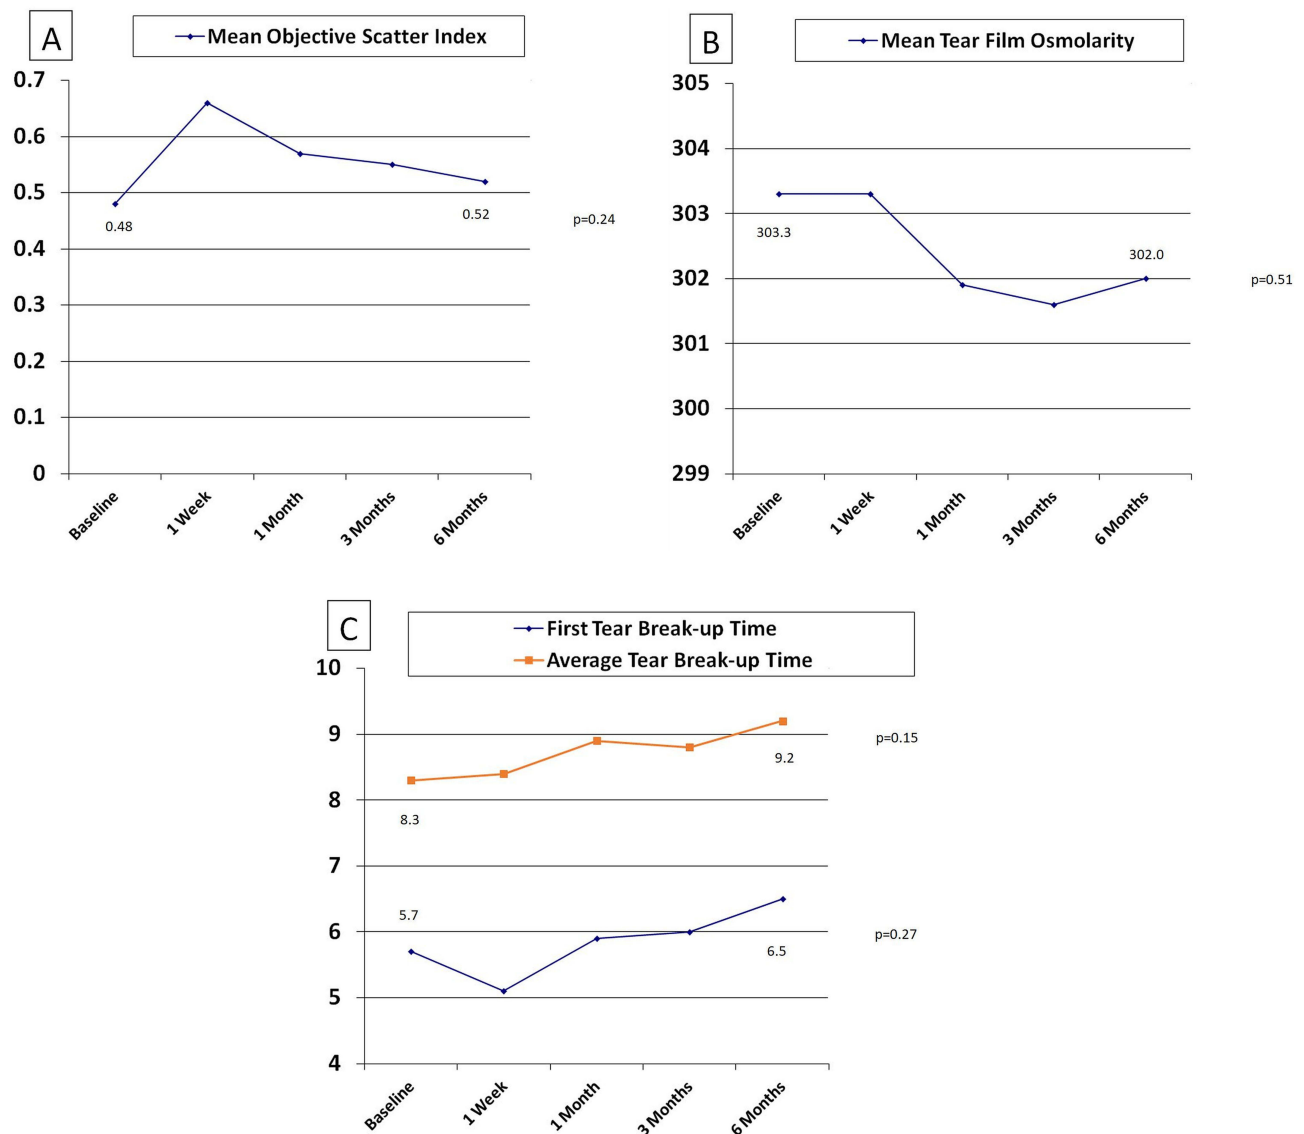 A
Mean Objective Scatter Index
0.7
0.6
0.5
0.4
0.3
0.2
0.1
0
0.48
0.52
p=0.24
Baseline
1 Week
1 Month
3 Months
6 Months
B
Mean Tear Film Osmolarity
305
304
303
302
301
300
299
303.3
302.0
p=0.51
Baseline
1 Week
1 Month
3 Months
6 Months
C
First Tear Break-up Time
Average Tear Break-up Time
10
9
8
7
6
5
4
8.3
9.2
5.7
6.5
p=0.15
p=0.27
Baseline
1 Week
1 Month
3 Months
6 Months